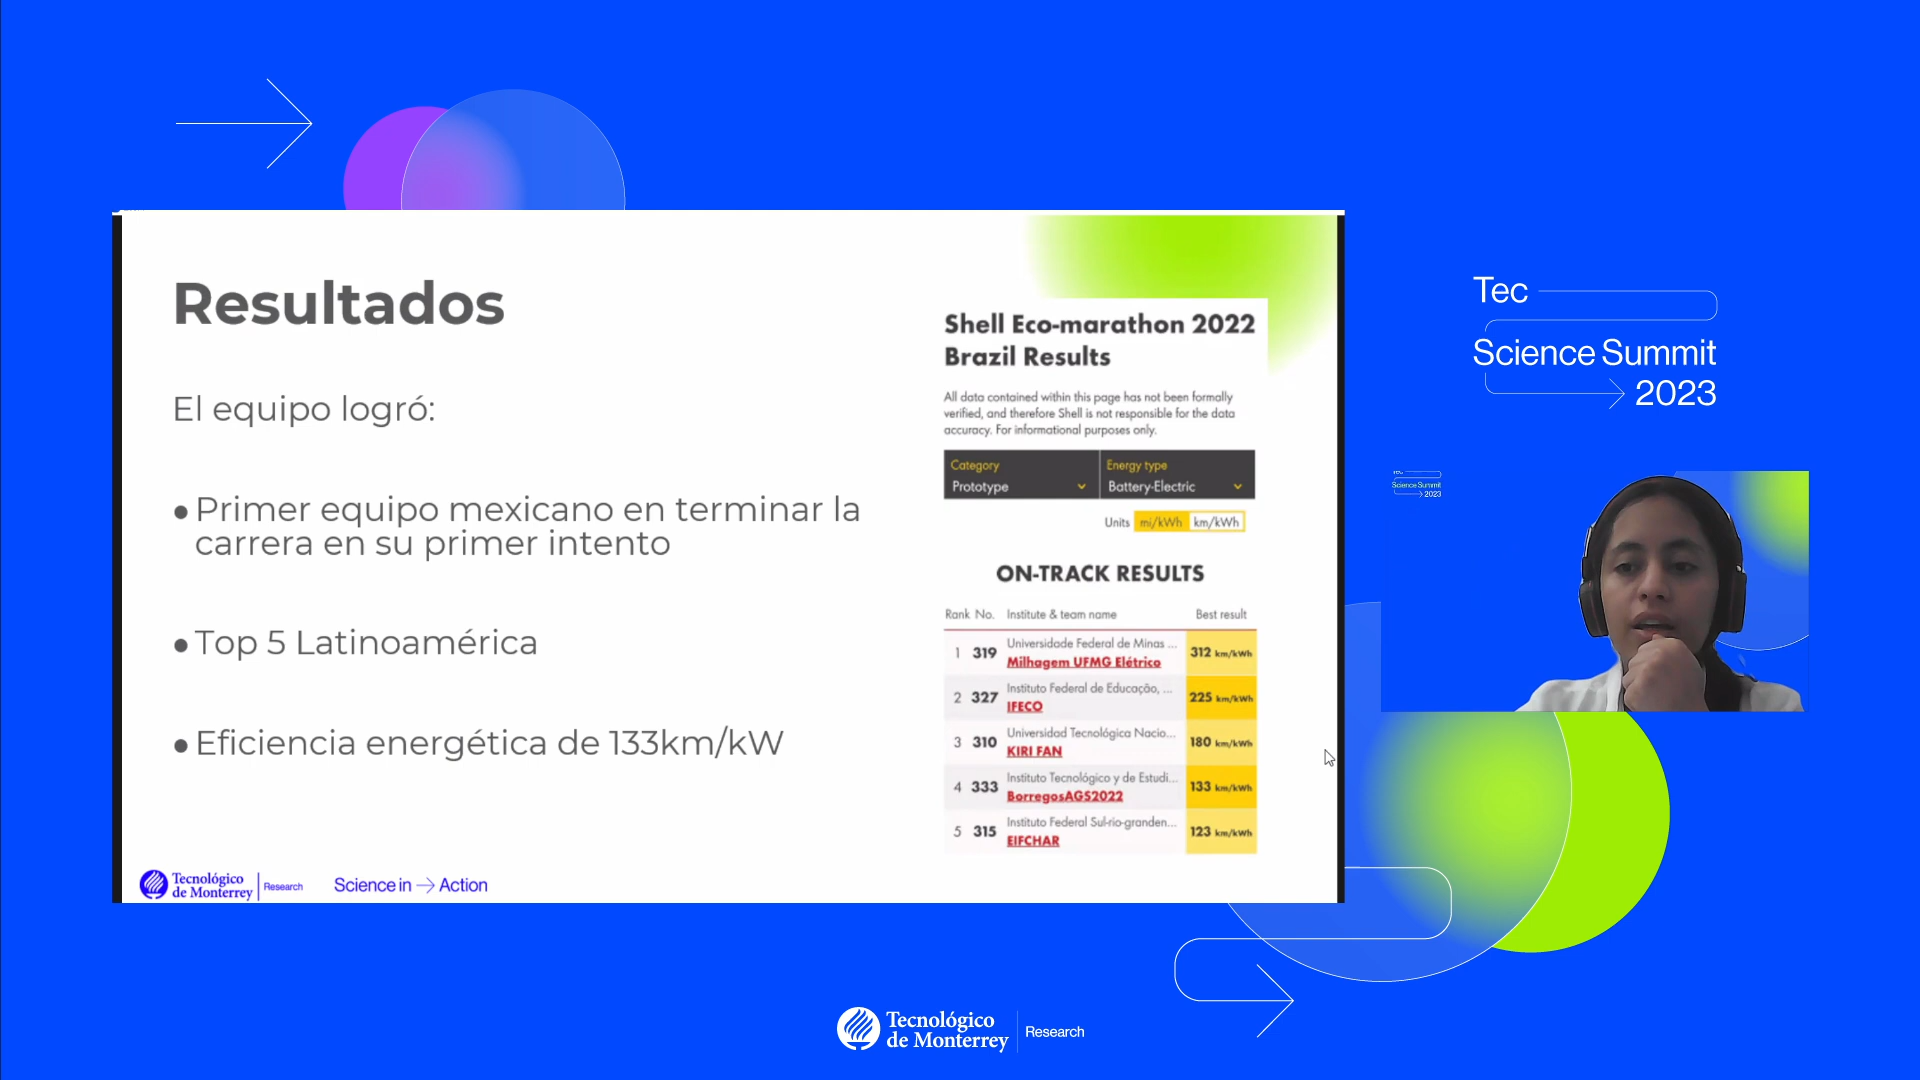 Resultados
El equipo logró:
•Primer equipo mexicano en terminar la
carrera en su primer intento
•Top 5 Latinoamérica
•Eficiencia energética de 133km/kW
Shell Eco-marathon 2022
Brazil Results
All data contained within this page has not been formally
verified, and therefore Shell is not responsible for the data
accuracy. For informational purposes only.
Category
Prototype
Energy type
Battery-Electric
Units mi/kWh km/kWh
ON-TRACK RESULTS
Rank No. Institute & team name Best result
1 319 Universidade Federal de Minas ... 312 km/kWh
Milhagem UFMG Elétrico
2 327 Instituto Federal de Educação, ... 225 km/kWh
IFECO
3 310 Universidad Tecnológica Nacio... 180 km/kWh
KIRI FAN
4 333 Instituto Tecnológico y de Estudi... 133 km/kWh
BorregosAGS2022
5 315 Instituto Federal Sul-rio-granden... 123 km/kWh
EIFCHAR
Tecnológico
de Monterrey
Research
Science in Action
Tec
Science Summit
2023
Tec
Science Summit
2023
Tecnológico
de Monterrey
Research